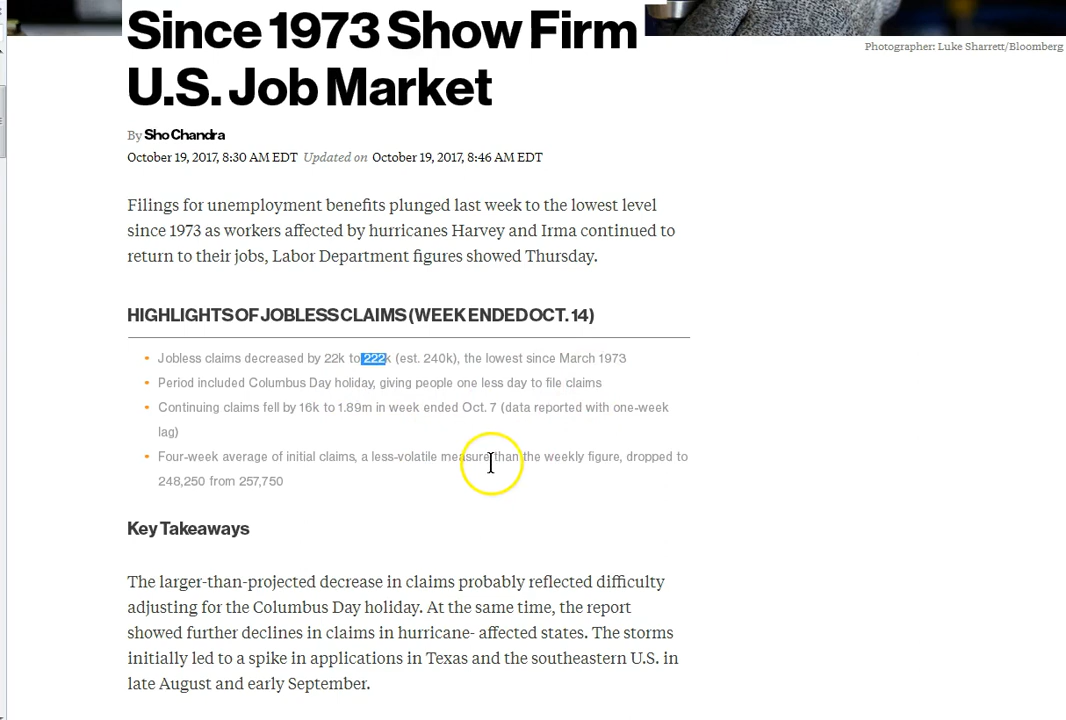 Since 1973 Show Firm
U.S. Job Market
Photographer: Luke Sharrett/Bloomberg
By Sho Chandra
October 19, 2017, 8:30 AM EDT Updated on October 19, 2017, 8:46 AM EDT
Filings for unemployment benefits plunged last week to the lowest level
since 1973 as workers affected by hurricanes Harvey and Irma continued to
return to their jobs, Labor Department figures showed Thursday.
HIGHLIGHTS OF JOBLESS CLAIMS (WEEK ENDED OCT. 14)
• Jobless claims decreased by 22k to 222k (est. 240k), the lowest since March 1973
• Period included Columbus Day holiday, giving people one less day to file claims
• Continuing claims fell by 16k to 1.89m in week ended Oct. 7 (data reported with one-week
lag)
• Four-week average of initial claims, a less-volatile measure than the weekly figure, dropped to
248,250 from 257,750
Key Takeaways
The larger-than-projected decrease in claims probably reflected difficulty
adjusting for the Columbus Day holiday. At the same time, the report
showed further declines in claims in hurricane- affected states. The storms
initially led to a spike in applications in Texas and the southeastern U.S. in
late August and early September.